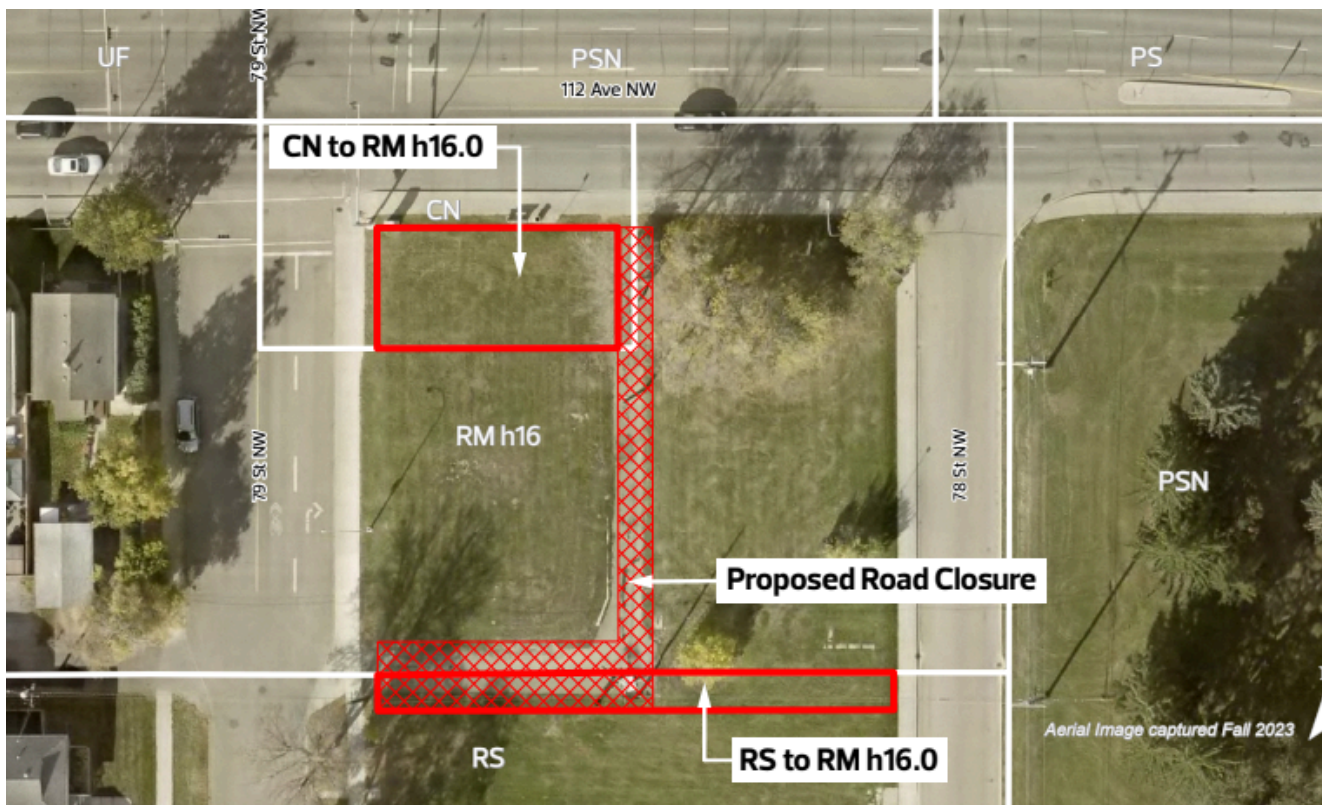 UF
79 St NW
PSN
112 Ave NW
PS
CN to RM h16.0
CN
RM h16
79 St NW
78 St NW
PSN
Proposed Road Closure
Aerial Image captured Fall 2023
RS
RS to RM h16.0